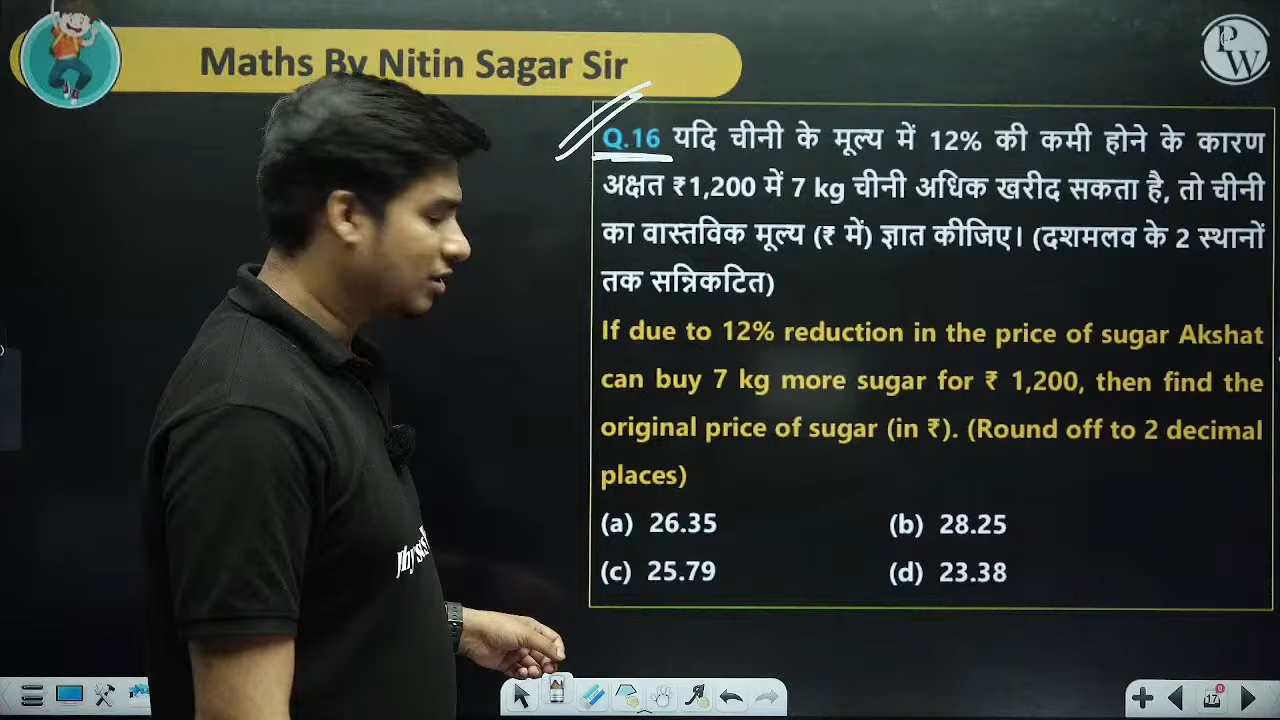 Maths By Nitin Sagar Sir
PW
Q.16 यदि चीनी के मूल्य में 12% की कमी होने के कारण
अक्षत ₹1,200 में 7 kg चीनी अधिक खरीद सकता है, तो चीनी
का वास्तविक मूल्य (₹ में) ज्ञात कीजिए। (दशमलव के 2 स्थानों
तक सन्निकटित)
If due to 12% reduction in the price of sugar Akshat
can buy 7 kg more sugar for ₹ 1,200, then find the
original price of sugar (in ₹). (Round off to 2 decimal
places)
(a) 26.35 (b) 28.25
(c) 25.79 (d) 23.38
17